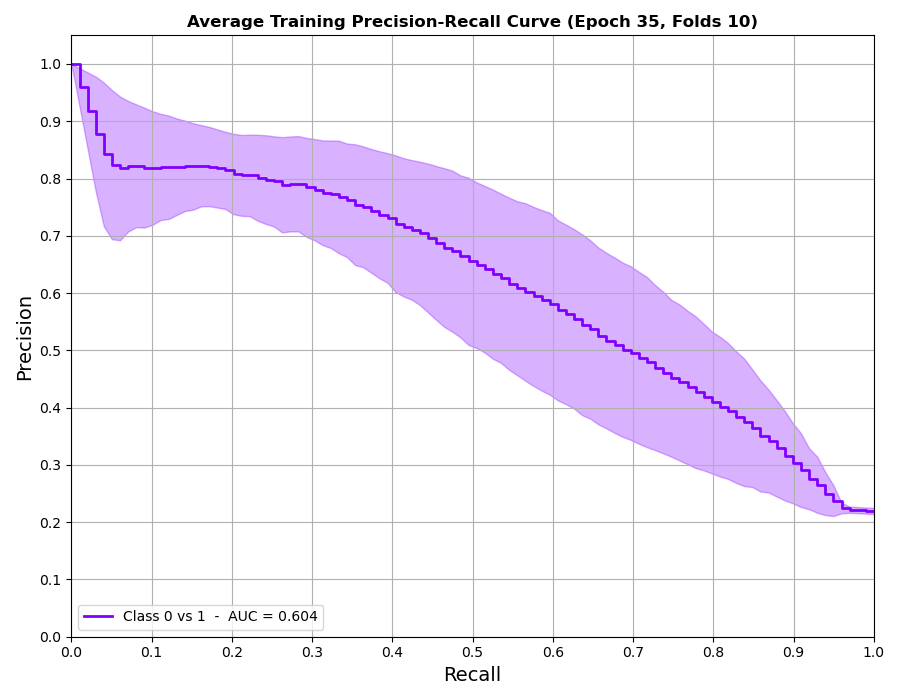 Average Training Precision-Recall Curve (Epoch 35, Folds 10)
Precision
1.0
0.9
0.8
0.7
0.6
0.5
0.4
0.3
0.2
0.1
0.0
Class 0 vs 1  -  AUC = 0.604
0.0 0.1 0.2 0.3 0.4 0.5 0.6 0.7 0.8 0.9 1.0
Recall